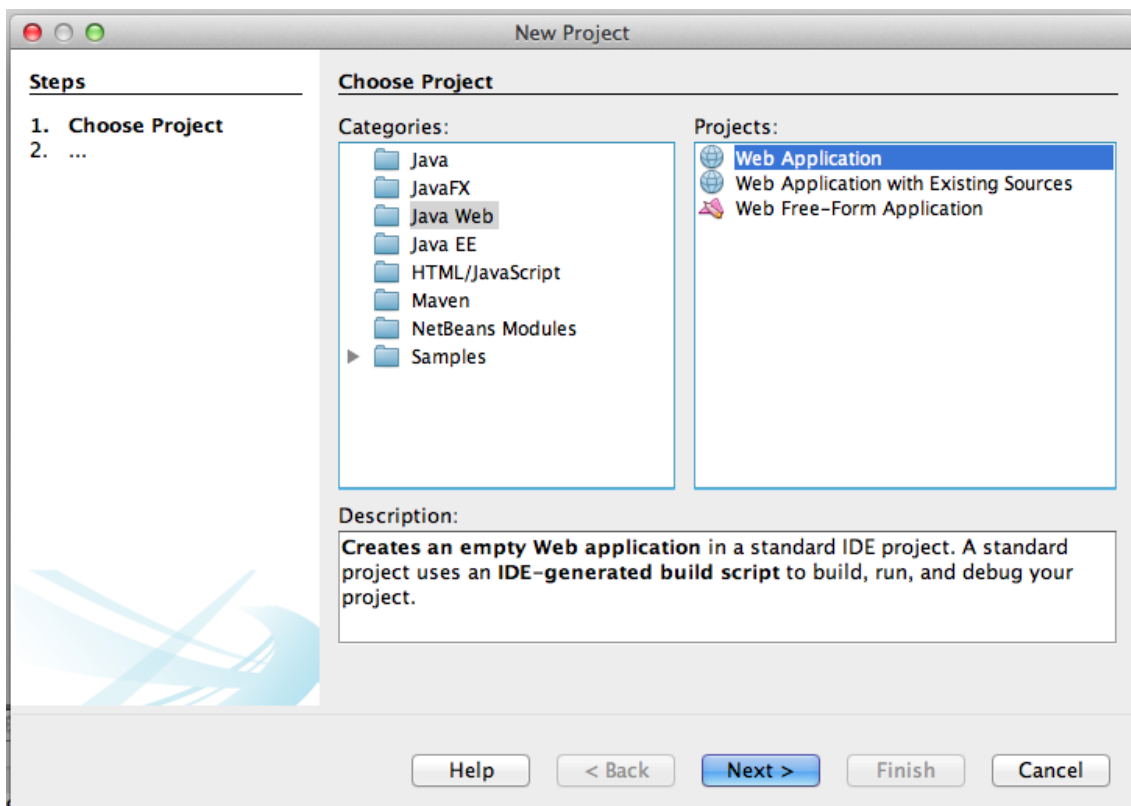 New Project
Steps
1. Choose Project
2. ...
Choose Project
Categories:
Java
JavaFX
Java Web
Java EE
HTML/JavaScript
Maven
NetBeans Modules
Samples
Projects:
Web Application
Web Application with Existing Sources
Web Free-Form Application
Description:
Creates an empty Web application in a standard IDE project. A standard
project uses an IDE-generated build script to build, run, and debug your
project.
Help
< Back
Next >
Finish
Cancel